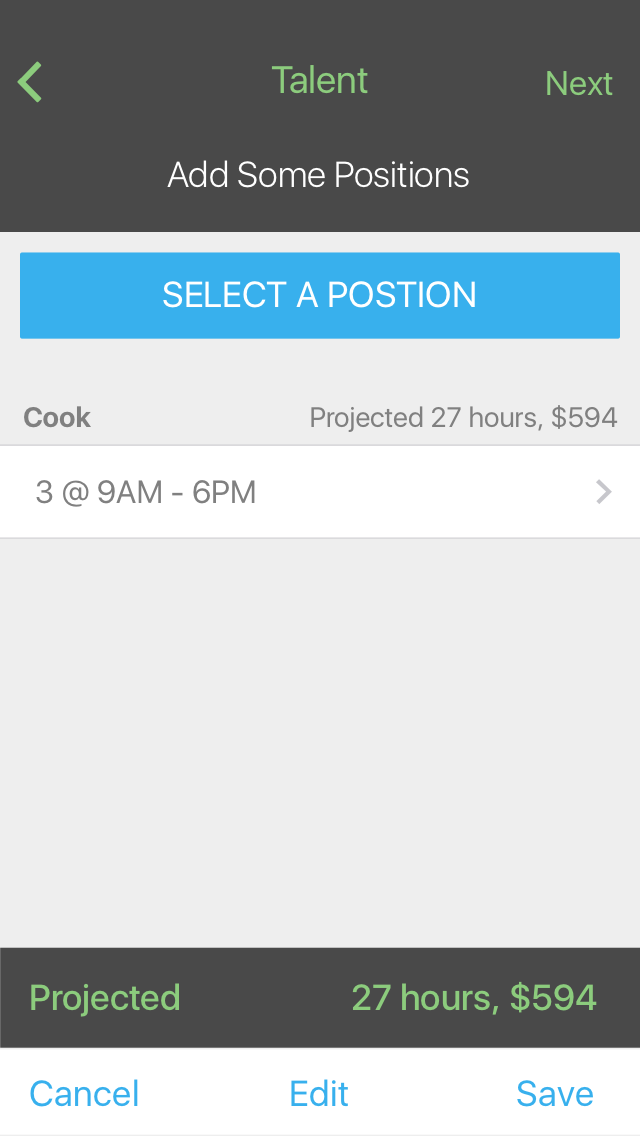 Talent
Next
Add Some Positions
SELECT A POSTION
Cook
Projected 27 hours, $594
3 @ 9AM - 6PM
Projected
27 hours, $594
Cancel
Edit
Save